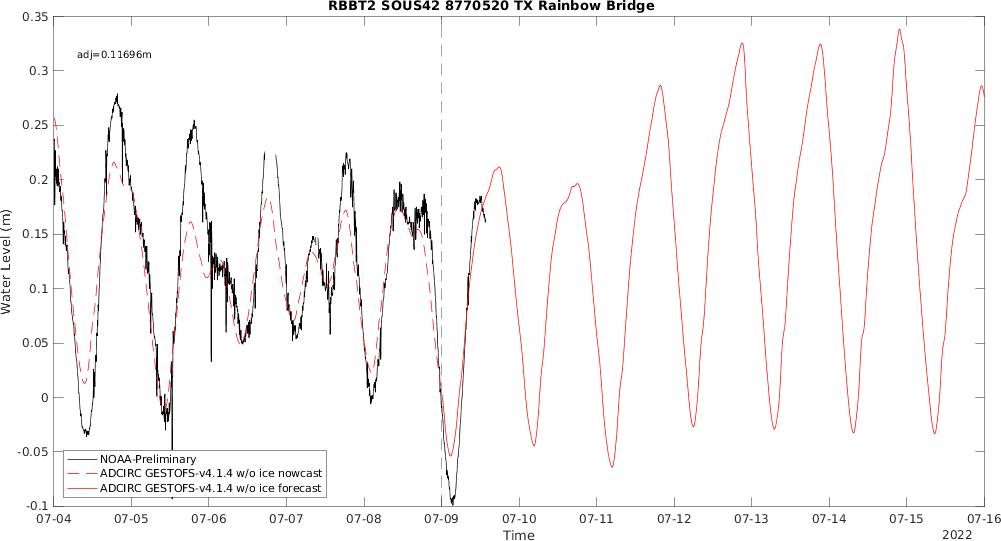 RBBT2 SOUS42 8770520 TX Rainbow Bridge
adj=0.11696m
0.35
0.3
0.25
0.2
0.15
0.1
0.05
0
-0.05
-0.1
Water Level (m)
NOAA-Preliminary
ADCIRC GESTOFS-v4.1.4 w/o ice nowcast
ADCIRC GESTOFS-v4.1.4 w/o ice forecast
07-04 07-05 07-06 07-07 07-08 07-09 07-10 07-11 07-12 07-13 07-14 07-15 07-16
Time
2022